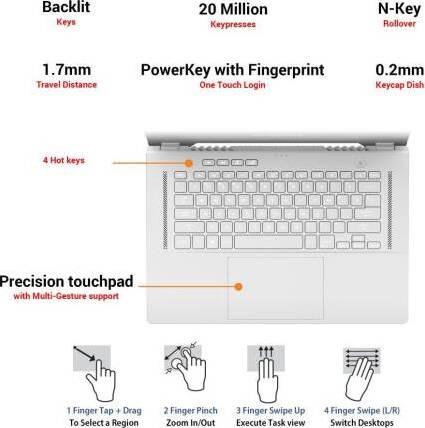 Backlit
Keys
20 Million
Keypresses
N-Key
Rollover
1.7mm
Travel Distance
PowerKey with Fingerprint
One Touch Login
0.2mm
Keycap Dish
4 Hot keys
Precision touchpad
with Multi-Gesture support
1 Finger Tap + Drag
To Select a Region
2 Finger Pinch
Zoom In/Out
3 Finger Swipe Up
Execute Task view
4 Finger Swipe (L/R)
Switch Desktops